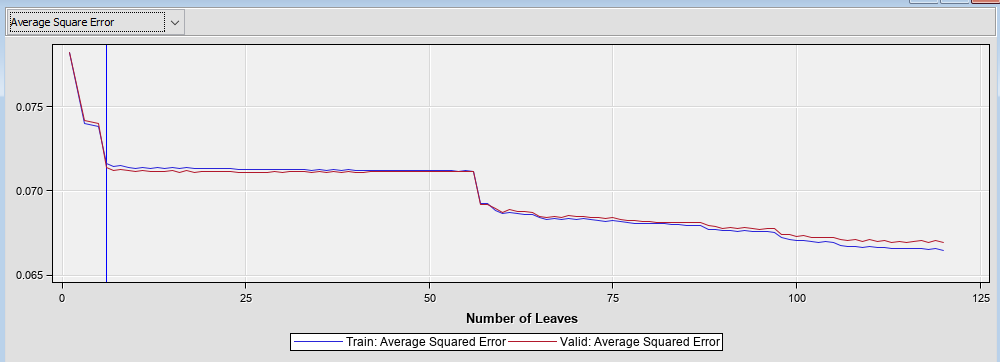 Average Square Error
0.075
0.070
0.065
0 25 50 75 100 125
Number of Leaves
Train: Average Squared Error Valid: Average Squared Error